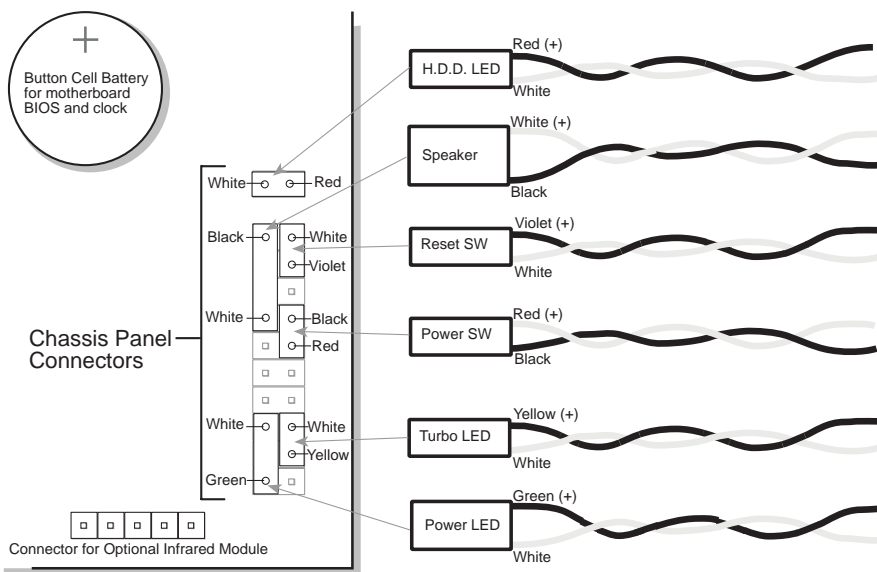 Button Cell Battery
for motherboard
BIOS and clock
White
Red
Black
White
Violet
White
Black
Red
Chassis Panel
Connectors
White
White
Yellow
Green
Connector for Optional Infrared Module
H.D.D. LED
Red (+)
White
Speaker
White (+)
Black
Reset SW
Violet (+)
White
Power SW
Red (+)
Black
Turbo LED
Yellow (+)
White
Power LED
Green (+)
White